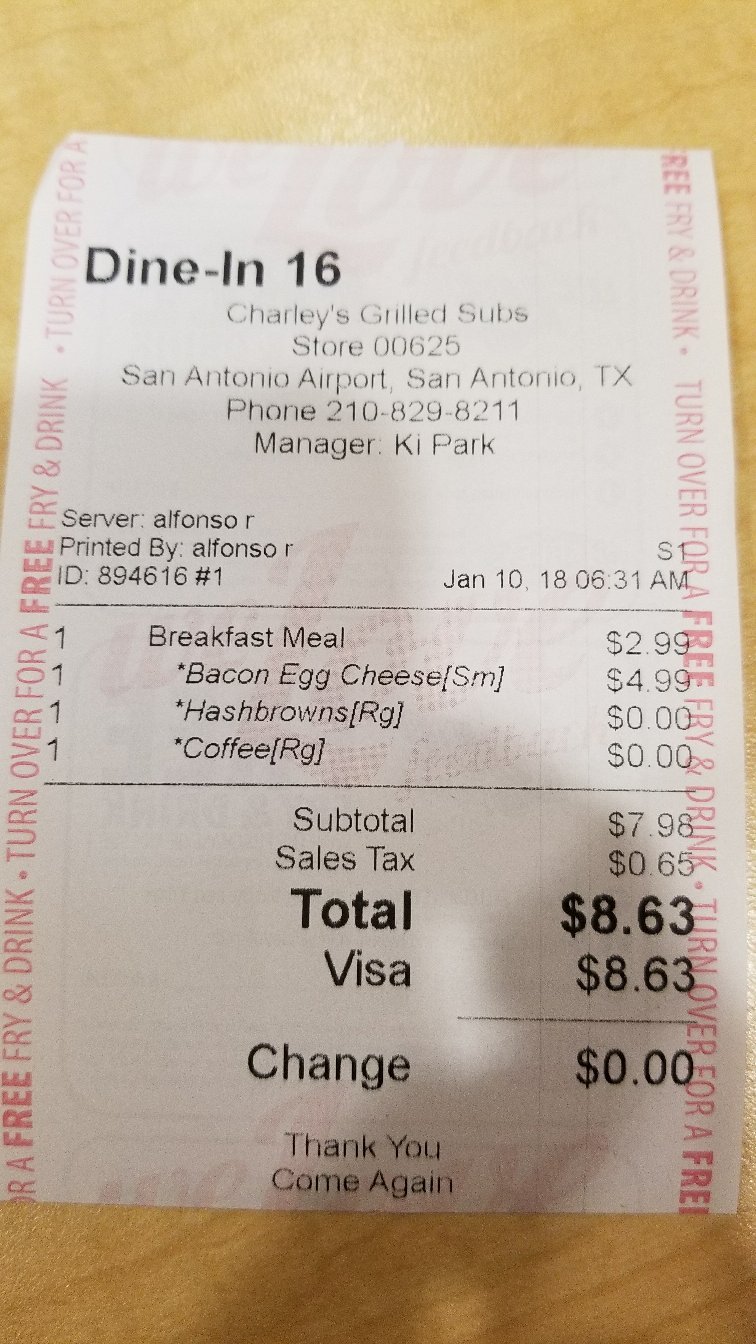 Dine-In 16
Charley's Grilled Subs
Store 00625
San Antonio Airport, San Antonio, TX
Phone 210-829-8211
Manager: Ki Park
Server: alfonso r
Printed By: alfonso r S1
ID: 894616 #1 Jan 10, 18 06:31 AM
1 Breakfast Meal $2.99
1 *Bacon Egg Cheese[Sm] $4.99
1 *Hashbrowns[Rg] $0.00
1 *Coffee[Rg] $0.00
Subtotal $7.98
Sales Tax $0.65
Total $8.63
Visa $8.63
Change $0.00
Thank You
Come Again
OR A FREE FRY & DRINK • TURN OVER FOR A FREE FRY & DRINK • TURN OVER FOR A
FREE FRY & DRINK • TURN OVER FOR A FREE FRY & DRINK • TURN OVER FOR A FREE